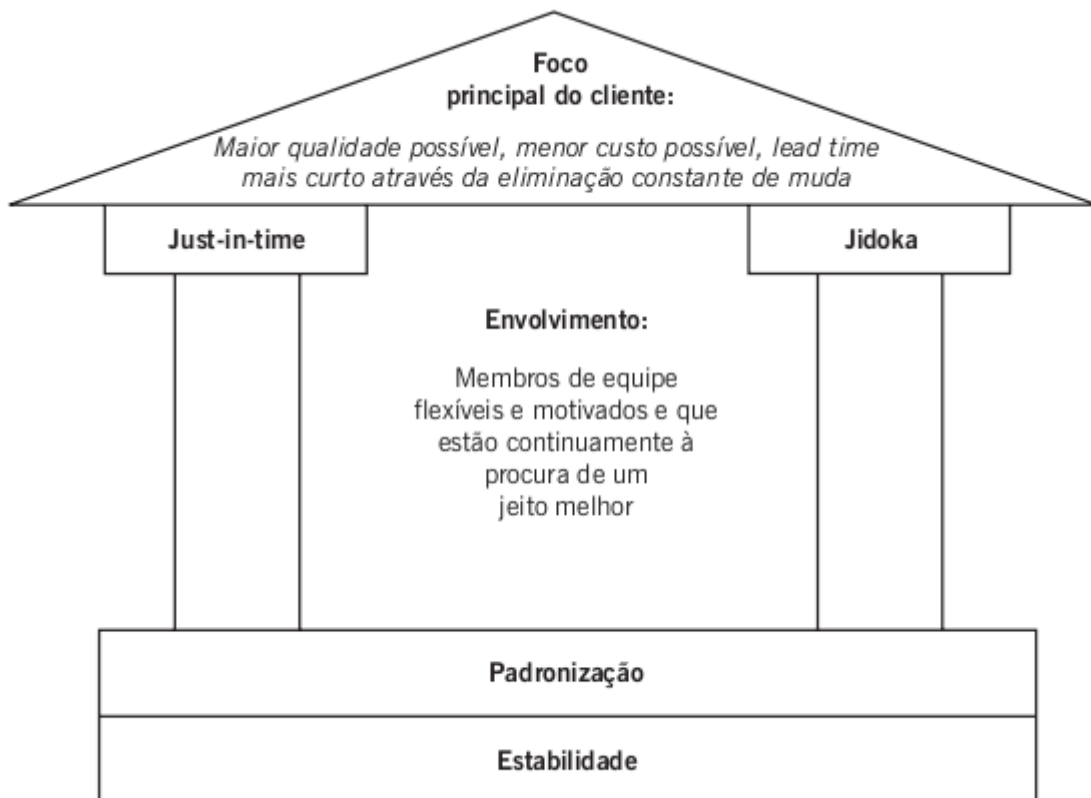 Foco
principal do cliente:
Maior qualidade possível, menor custo possível, lead time
mais curto através da eliminação constante de muda
Just-in-time
Jidoka
Envolvimento:
Membros de equipe
flexíveis e motivados e que
estão continuamente à
procura de um
jeito melhor
Padronização
Estabilidade